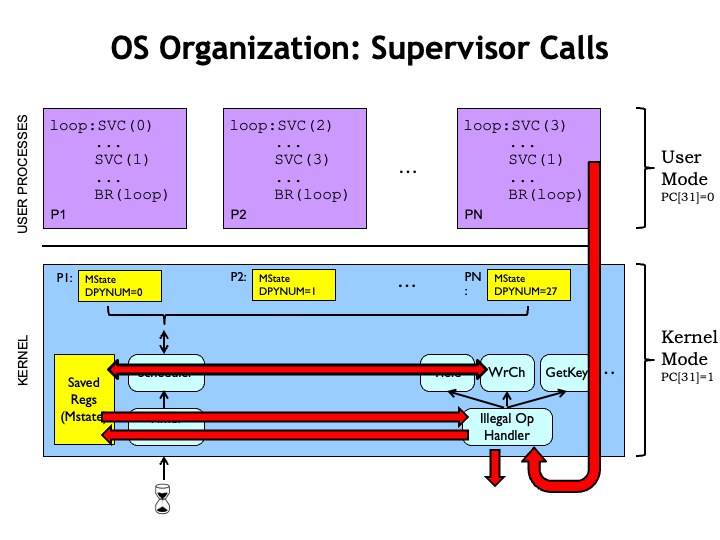 OS Organization: Supervisor Calls
USER PROCESSES
loop:SVC(0)
...
SVC(1)
...
BR(loop)
P1
loop:SVC(2)
...
SVC(3)
...
BR(loop)
P2
...
loop:SVC(3)
...
SVC(1)
...
BR(loop)
PN
User
Mode
PC[31]=0
KERNEL
P1:
MState
DPYNUM=0
P2:
MState
DPYNUM=1
...
PN
:
MState
DPYNUM=27
Saved
Regs
(Mstate
WrCh
GetKey
..
Illegal Op
Handler
Kernel
Mode
PC[31]=1